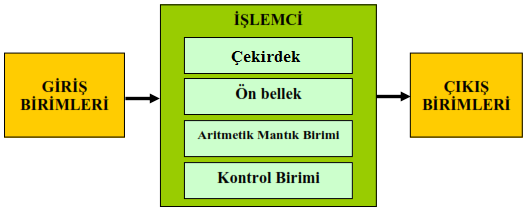 GİRİŞ
BİRİMLERİ
İŞLEMCİ
Çekirdek
Ön bellek
Aritmetik Mantık Birimi
Kontrol Birimi
ÇIKIŞ
BİRİMLERİ